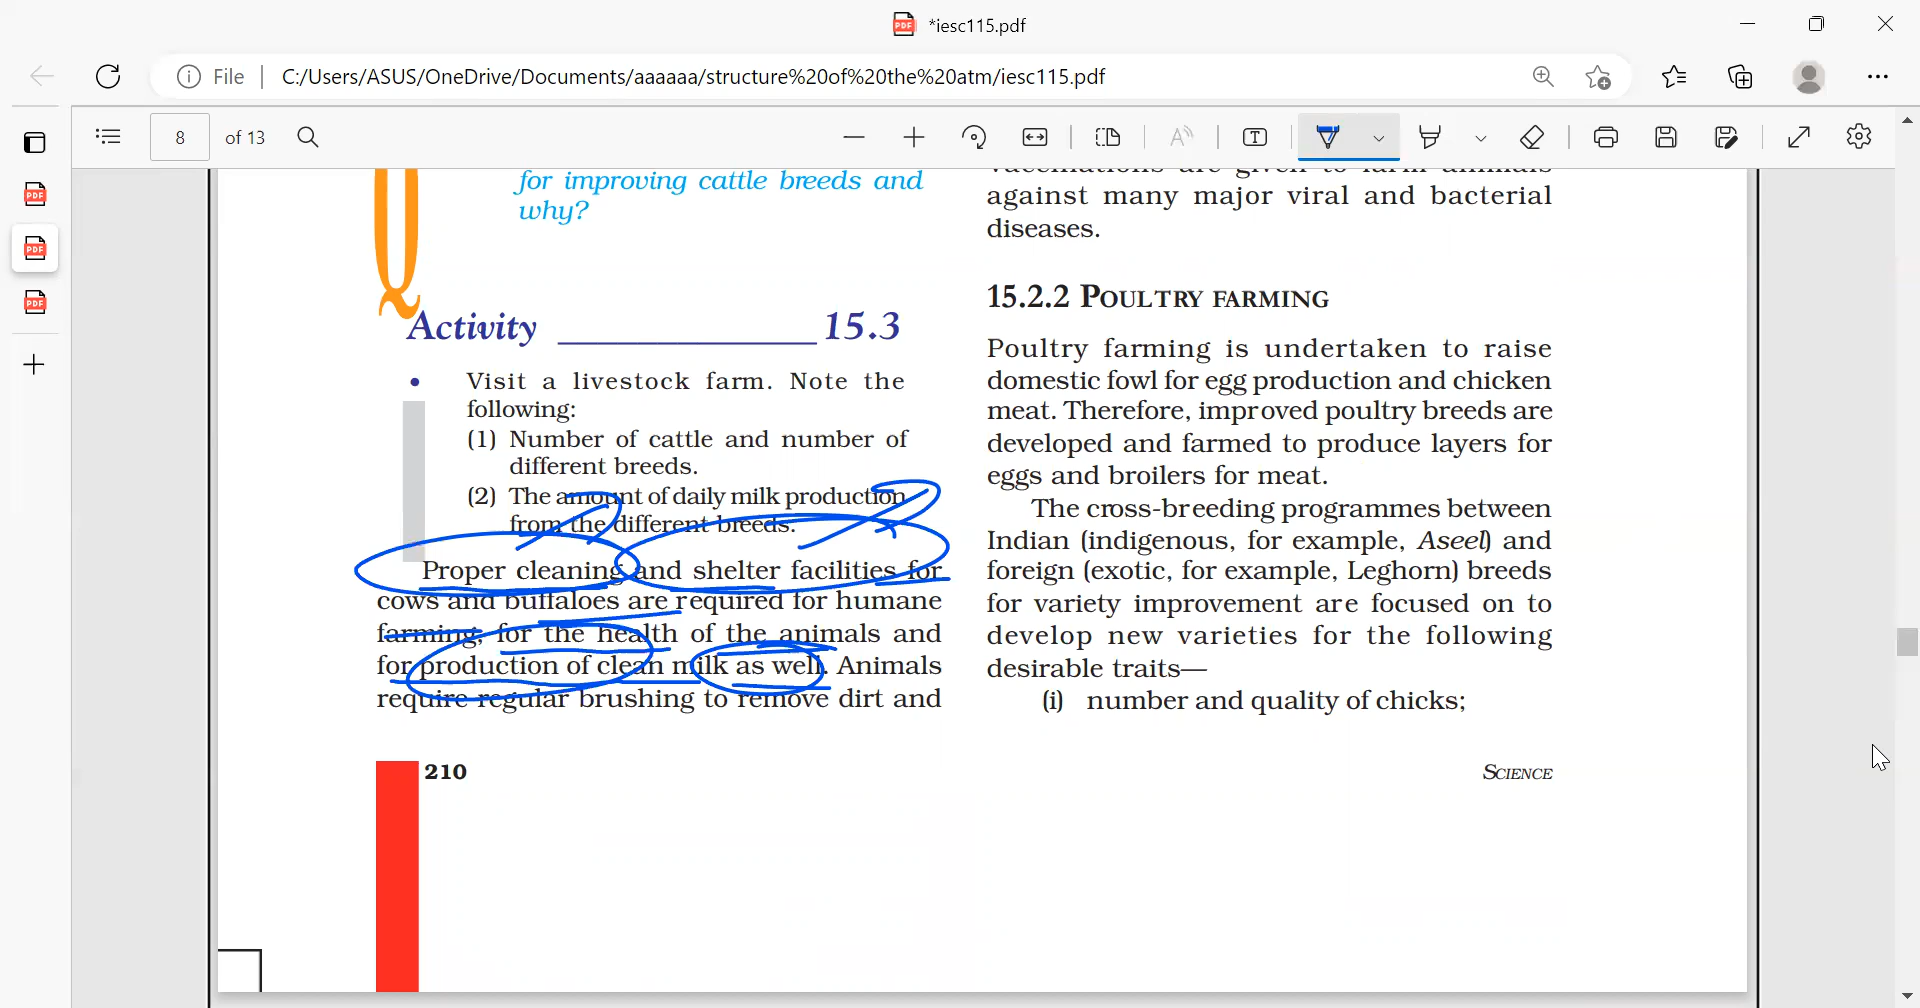 *iesc115.pdf
File
C:/Users/ASUS/OneDrive/Documents/aaaaaa/structure%20of%20the%20atm/iesc115.pdf
8 of 13
Q
for improving cattle breeds and
why?
Activity 15.3
• Visit a livestock farm. Note the
following:
(1) Number of cattle and number of
different breeds.
(2) The amount of daily milk production
from the different breeds.
Proper cleaning and shelter facilities for
cows and buffaloes are required for humane
farming, for the health of the animals and
for production of clean milk as well. Animals
require regular brushing to remove dirt and
210
vaccinations are given to farm animals
against many major viral and bacterial
diseases.
15.2.2 POULTRY FARMING
Poultry farming is undertaken to raise
domestic fowl for egg production and chicken
meat. Therefore, improved poultry breeds are
developed and farmed to produce layers for
eggs and broilers for meat.
The cross-breeding programmes between
Indian (indigenous, for example, Aseel) and
foreign (exotic, for example, Leghorn) breeds
for variety improvement are focused on to
develop new varieties for the following
desirable traits—
(i) number and quality of chicks;
SCIENCE